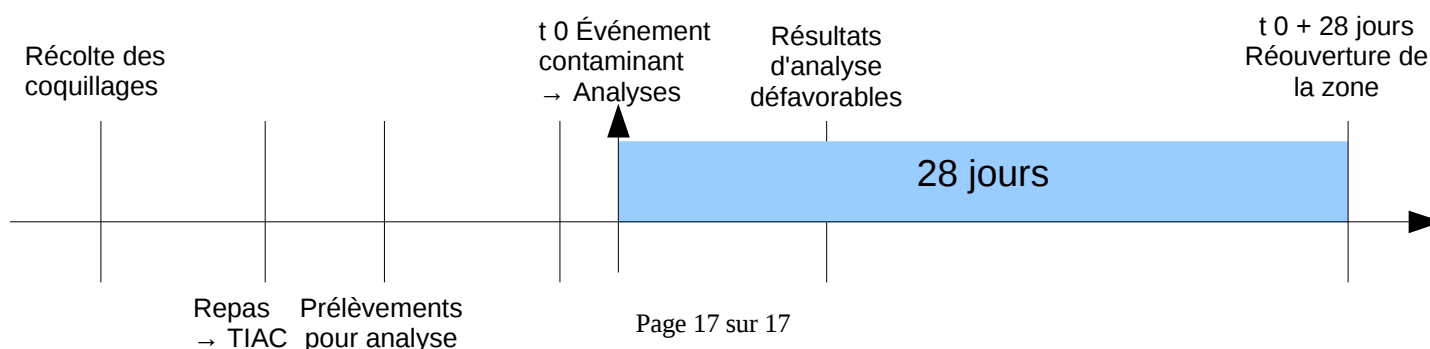 Récolte des
coquillages
t 0 Événement
contaminant
→ Analyses
Résultats
d'analyse
défavorables
t 0 + 28 jours
Réouverture de
la zone
28 jours
Repas
→ TIAC
Prélèvements
pour analyse
Page 17 sur 17